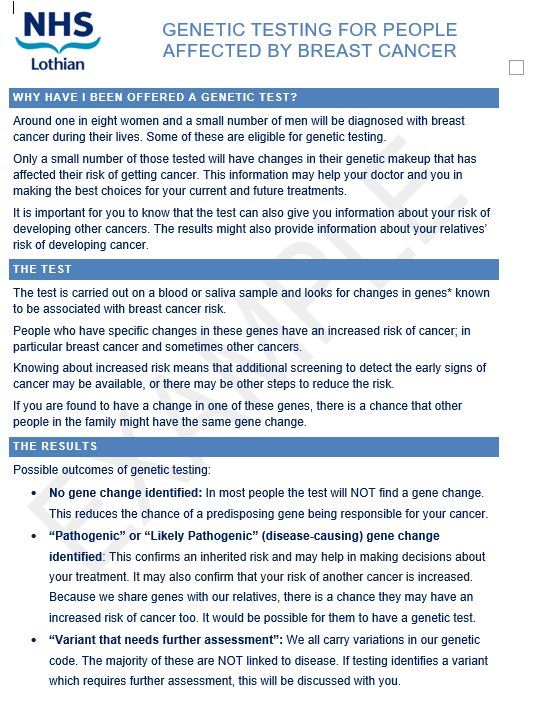 NHS
Lothian
GENETIC TESTING FOR PEOPLE
AFFECTED BY BREAST CANCER
WHY HAVE I BEEN OFFERED A GENETIC TEST?
Around one in eight women and a small number of men will be diagnosed with breast
cancer during their lives. Some of these are eligible for genetic testing.
Only a small number of those tested will have changes in their genetic makeup that has
affected their risk of getting cancer. This information may help your doctor and you in
making the best choices for your current and future treatments.
It is important for you to know that the test can also give you information about your risk of
developing other cancers. The results might also provide information about your relatives’
risk of developing cancer.
THE TEST
The test is carried out on a blood or saliva sample and looks for changes in genes* known
to be associated with breast cancer risk.
People who have specific changes in these genes have an increased risk of cancer; in
particular breast cancer and sometimes other cancers.
Knowing about increased risk means that additional screening to detect the early signs of
cancer may be available, or there may be other steps to reduce the risk.
If you are found to have a change in one of these genes, there is a chance that other
people in the family might have the same gene change.
THE RESULTS
Possible outcomes of genetic testing:
• No gene change identified: In most people the test will NOT find a gene change.
This reduces the chance of a predisposing gene being responsible for your cancer.
• “Pathogenic” or “Likely Pathogenic” (disease-causing) gene change
identified: This confirms an inherited risk and may help in making decisions about
your treatment. It may also confirm that your risk of another cancer is increased.
Because we share genes with our relatives, there is a chance they may have an
increased risk of cancer too. It would be possible for them to have a genetic test.
• “Variant that needs further assessment”: We all carry variations in our genetic
code. The majority of these are NOT linked to disease. If testing identifies a variant
which requires further assessment, this will be discussed with you.
EXAMPLE